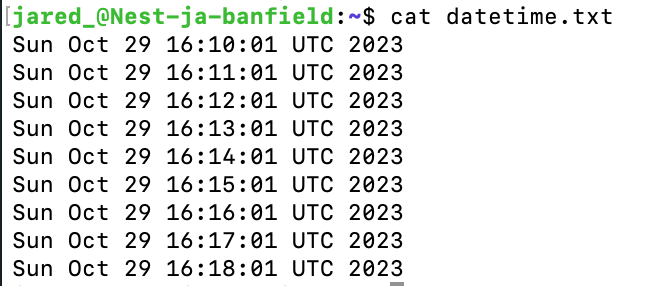 [jared_@Nest-ja-banfield:~$ cat datetime.txt
Sun Oct 29 16:10:01 UTC 2023
Sun Oct 29 16:11:01 UTC 2023
Sun Oct 29 16:12:01 UTC 2023
Sun Oct 29 16:13:01 UTC 2023
Sun Oct 29 16:14:01 UTC 2023
Sun Oct 29 16:15:01 UTC 2023
Sun Oct 29 16:16:01 UTC 2023
Sun Oct 29 16:17:01 UTC 2023
Sun Oct 29 16:18:01 UTC 2023